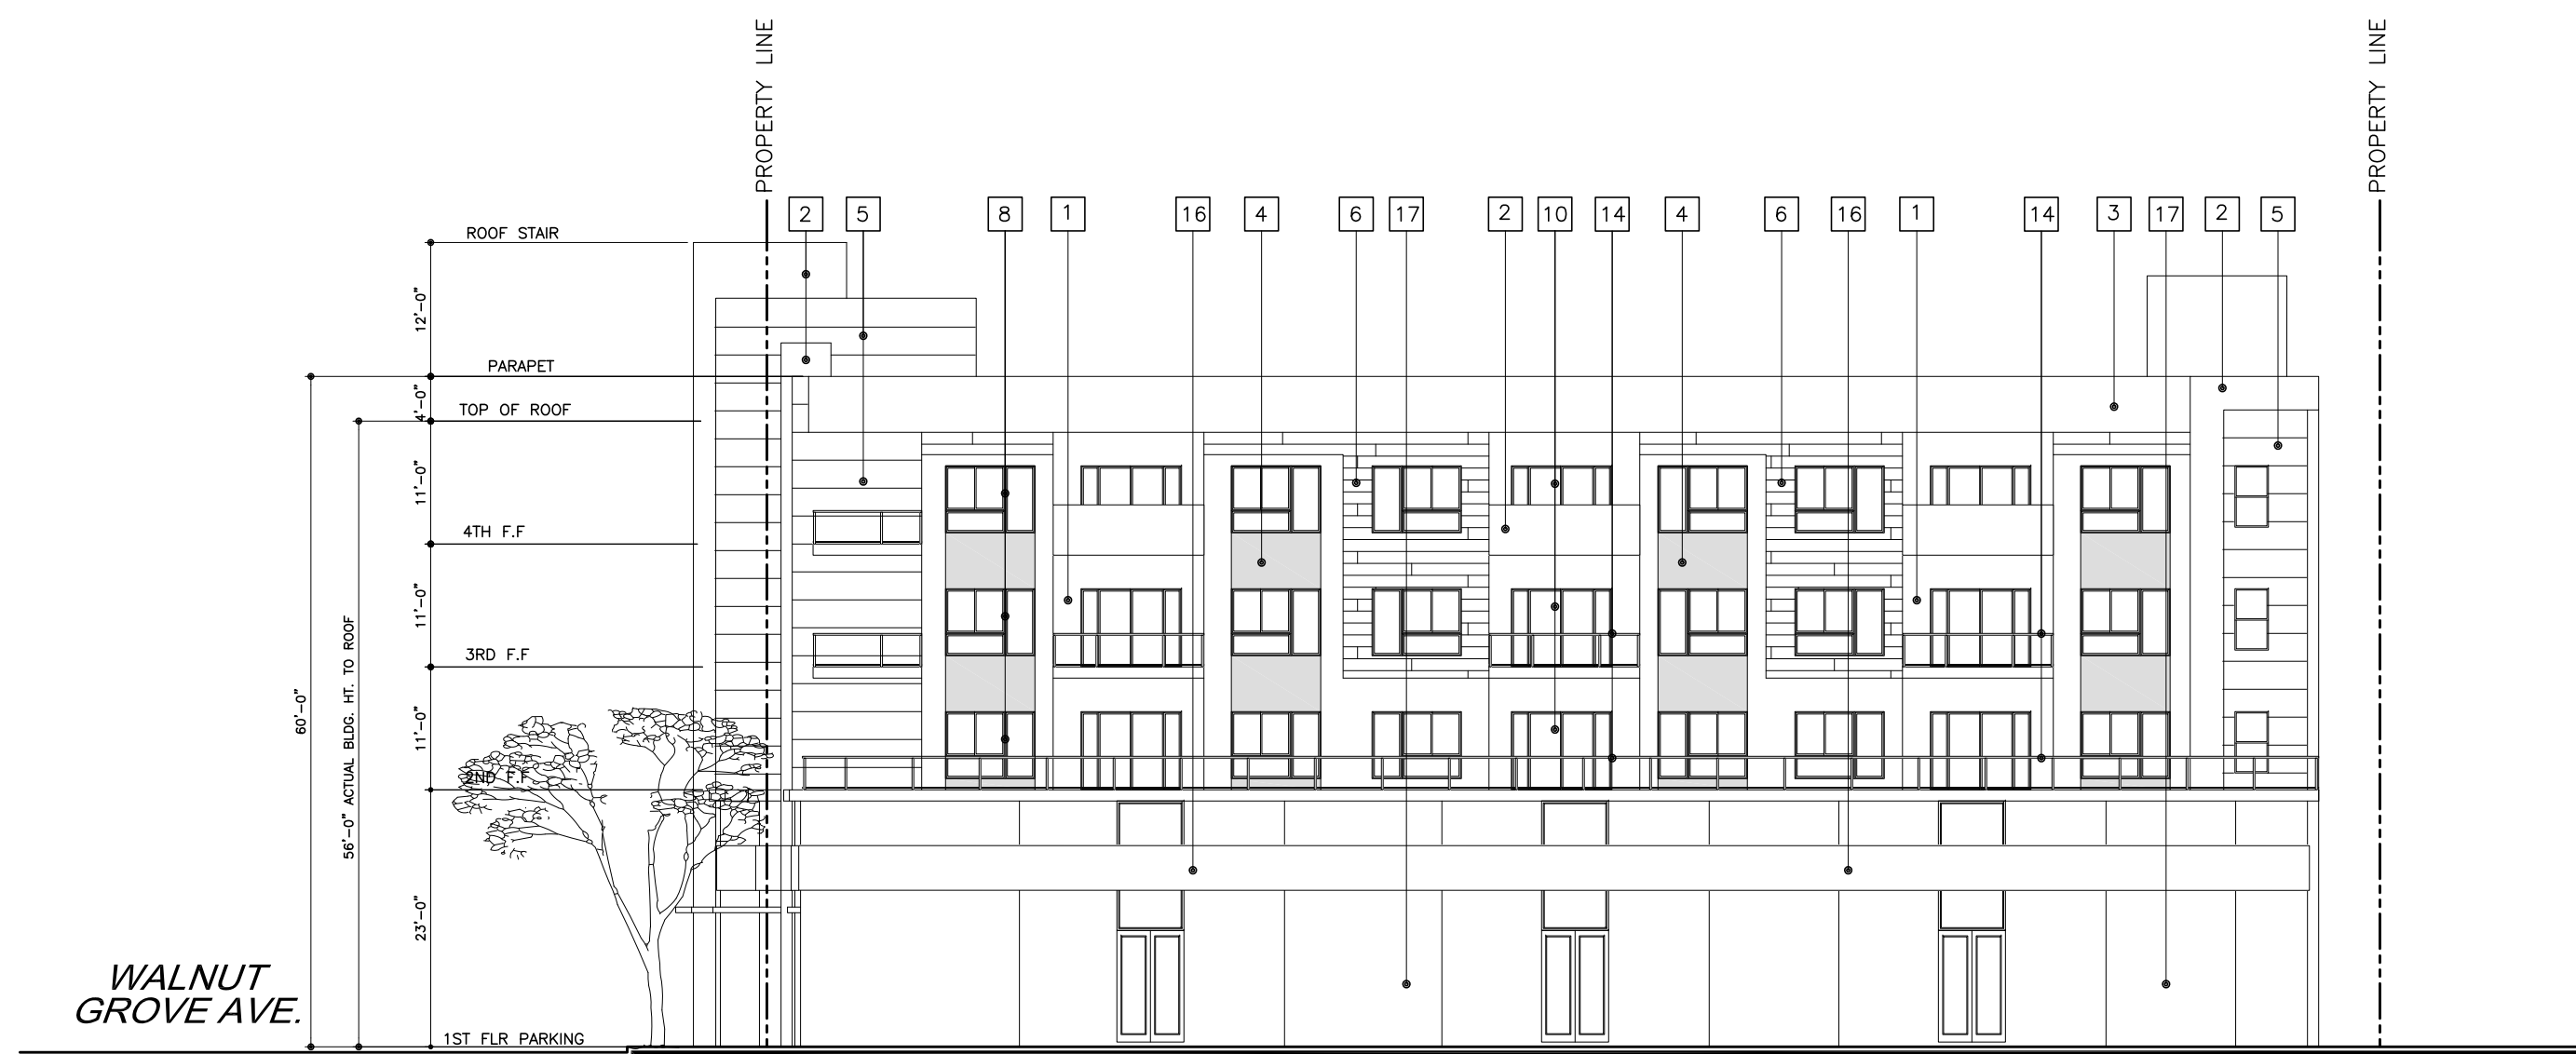 PROPERTY LINE
PROPERTY LINE
2 5 8 1 16 4 6 17 2 10 14 4 6 16 1 14 3 17 2 5
ROOF STAIR
12'-0"
PARAPET
4'-0"
TOP OF ROOF
11'-0"
4TH F.F
11'-0"
3RD F.F
11'-0"
2ND F.F
60'-0"
56'-0" ACTUAL BLDG. HT. TO ROOF
23'-0"
WALNUT
GROVE AVE.
1ST FLR PARKING